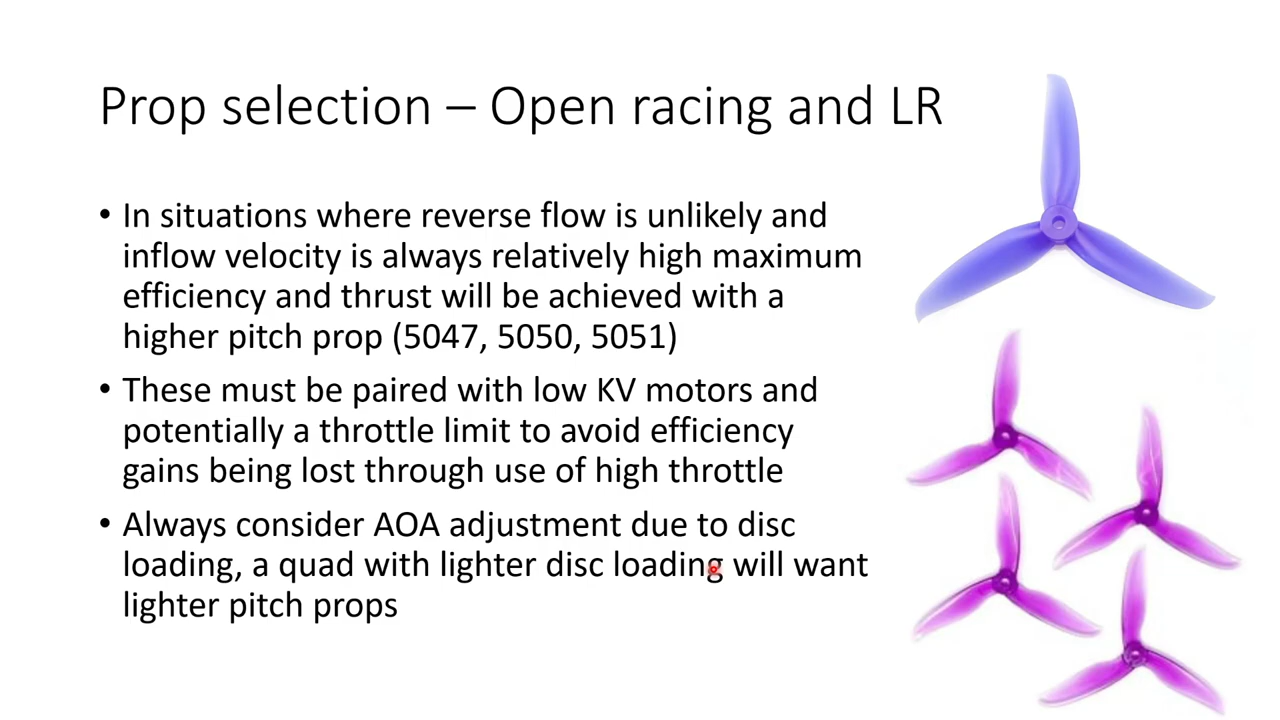 Prop selection – Open racing and LR
• In situations where reverse flow is unlikely and
inflow velocity is always relatively high maximum
efficiency and thrust will be achieved with a
higher pitch prop (5047, 5050, 5051)
• These must be paired with low KV motors and
potentially a throttle limit to avoid efficiency
gains being lost through use of high throttle
• Always consider AOA adjustment due to disc
loading, a quad with lighter disc loading will want
lighter pitch props